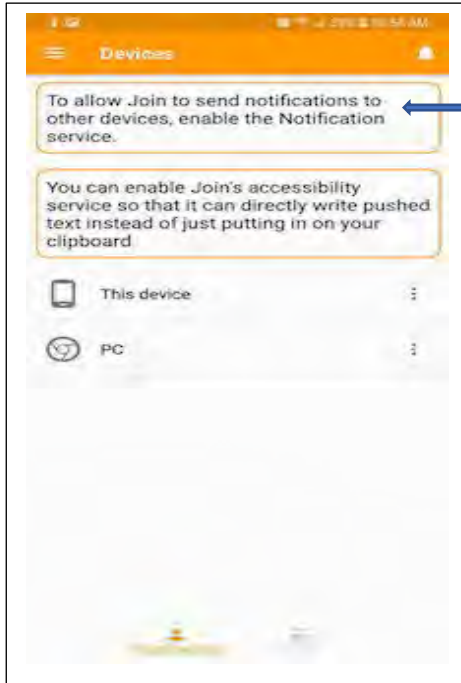 Devices
To allow Join to send notifications to
other devices, enable the Notification
service.
You can enable Join's accessibility
service so that it can directly write pushed
text instead of just putting in on your
clipboard
This device
PC